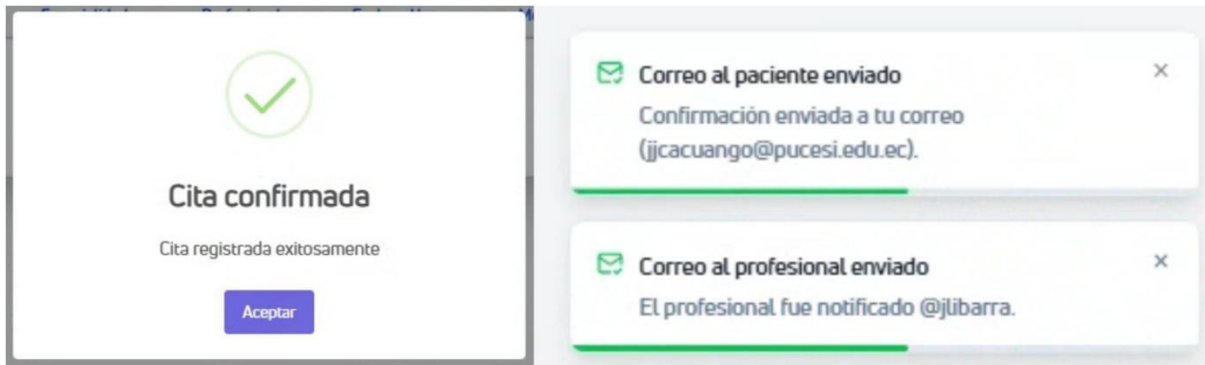 Cita confirmada
Cita registrada exitosamente
Aceptar
Correo al paciente enviado
Confirmación enviada a tu correo
(jjcacuango@pucesi.edu.ec).
Correo al profesional enviado
El profesional fue notificado @jlibarra.